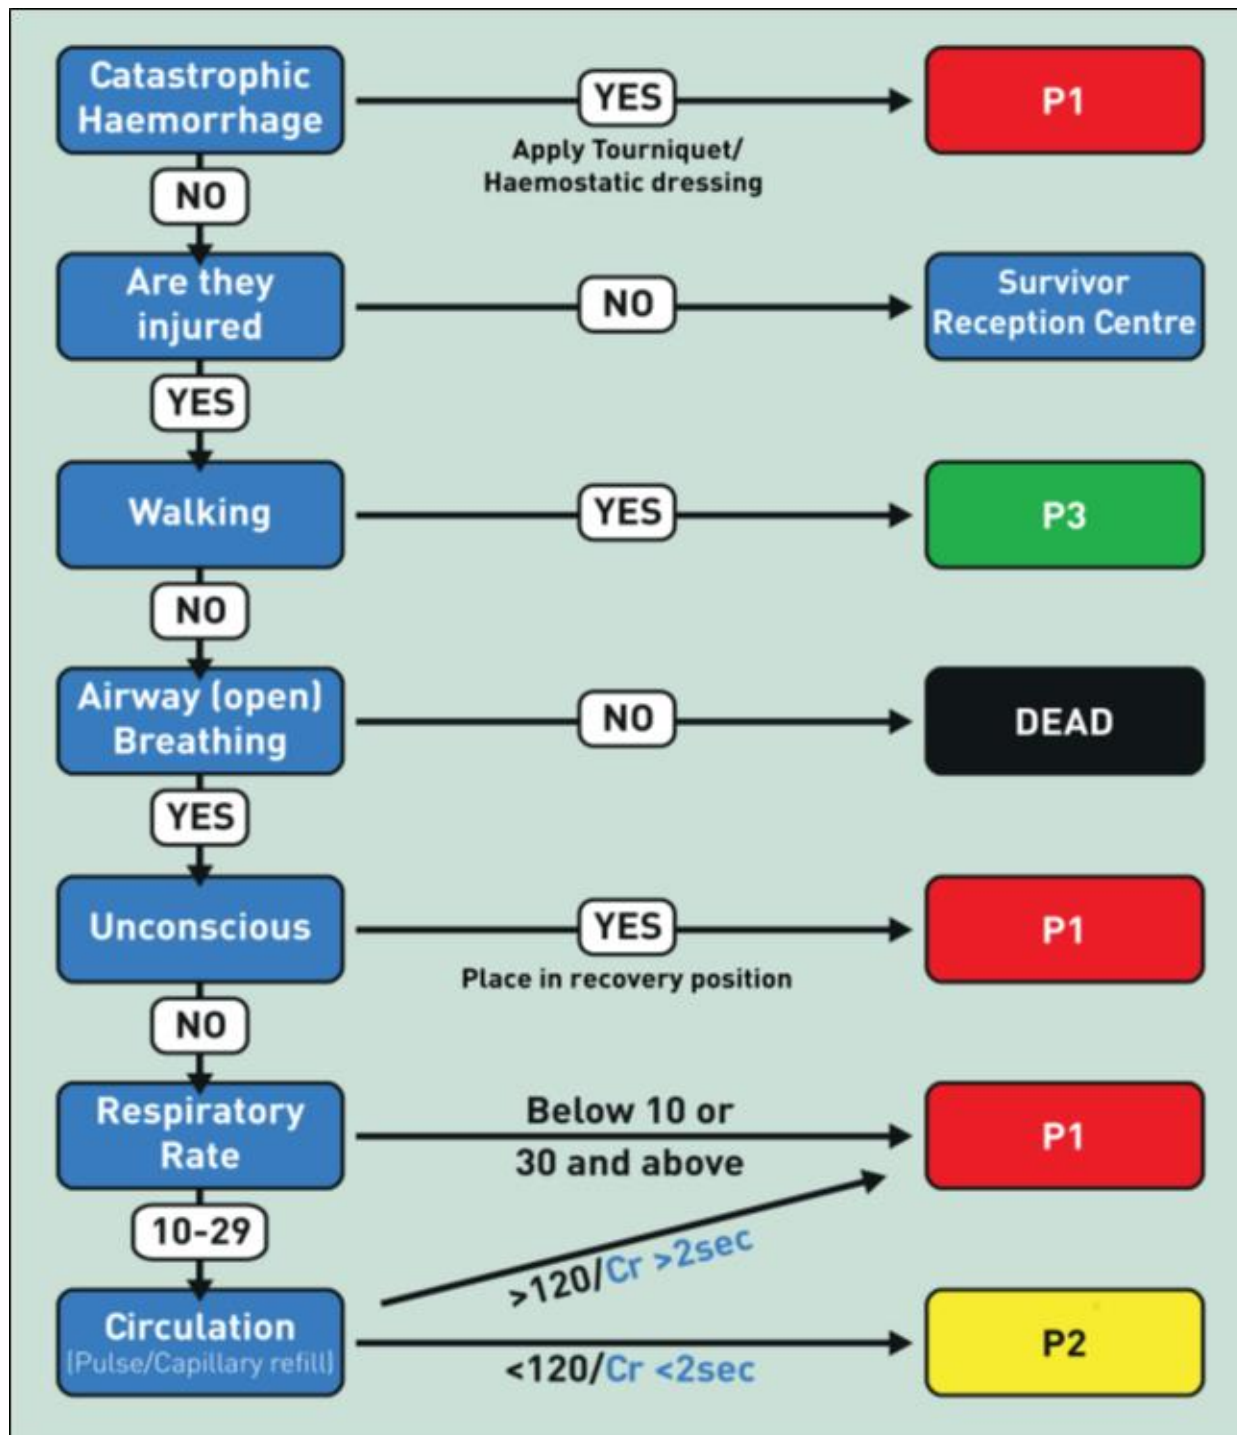 Catastrophic
Haemorrhage
YES
P1
Apply Tourniquet/
Haemostatic dressing
NO
Are they
injured
NO
Survivor
Reception Centre
YES
Walking
YES
P3
NO
Airway (open)
Breathing
NO
DEAD
YES
Unconscious
YES
P1
Place in recovery position
NO
Respiratory
Rate
Below 10 or
30 and above
P1
10-29
>120/Cr >2sec
Circulation
(Pulse/Capillary refill)
<120/Cr <2sec
P2